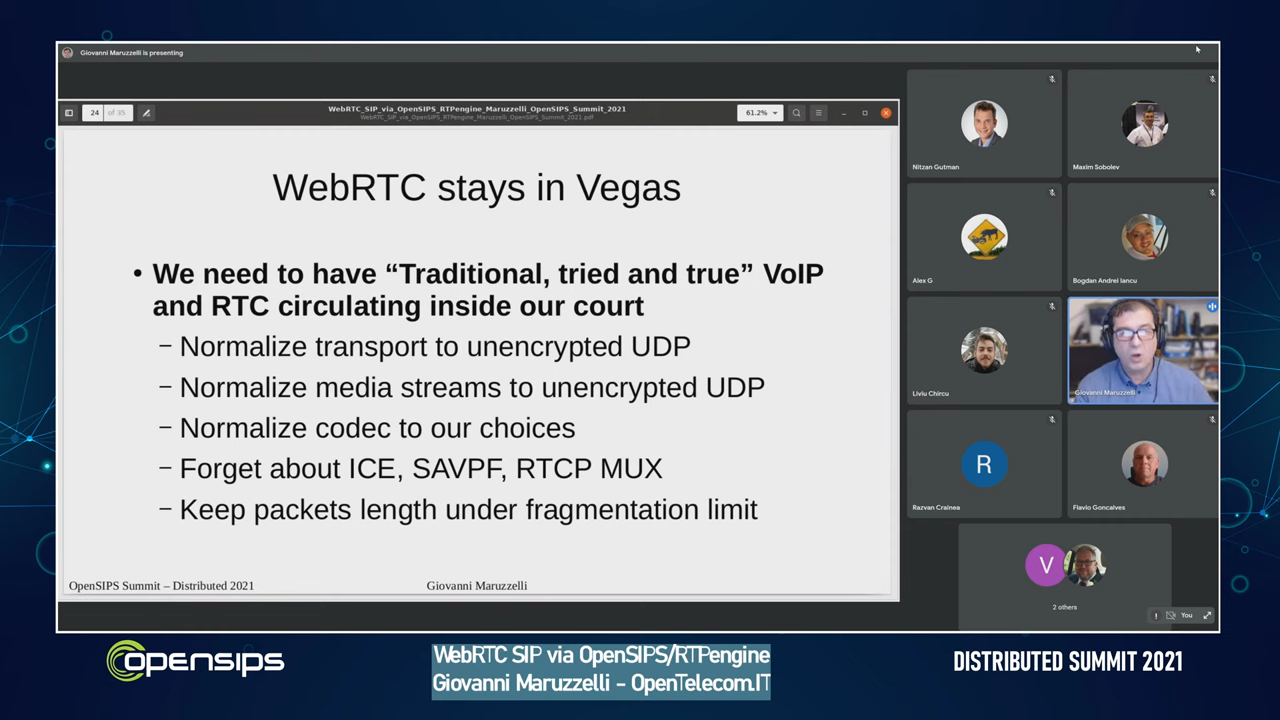 Giovanni Maruzzelli is presenting
24 of 35
WebRTC_SIP_via_OpenSIPS_RTPengine_Maruzzelli_OpenSIPS_Summit_2021
WebRTC_SIP_via_OpenSIPS_RTPengine_Maruzzelli_OpenSIPS_Summit_2021.pdf
61.2%
WebRTC stays in Vegas
• We need to have “Traditional, tried and true” VoIP
and RTC circulating inside our court
– Normalize transport to unencrypted UDP
– Normalize media streams to unencrypted UDP
– Normalize codec to our choices
– Forget about ICE, SAVPF, RTCP MUX
– Keep packets length under fragmentation limit
OpenSIPS Summit – Distributed 2021
Giovanni Maruzzelli
Nitzan Gutman
Maxim Sobolev
Alex G
Bogdan Andrei Iancu
Liviu Chircu
Giovanni Maruzzelli
R
Razvan Crainea
Flavio Goncalves
V
2 others
You
opensips
WebRTC SIP via OpenSIPS/RTPengine
Giovanni Maruzzelli - OpenTelecom.IT
DISTRIBUTED SUMMIT 2021